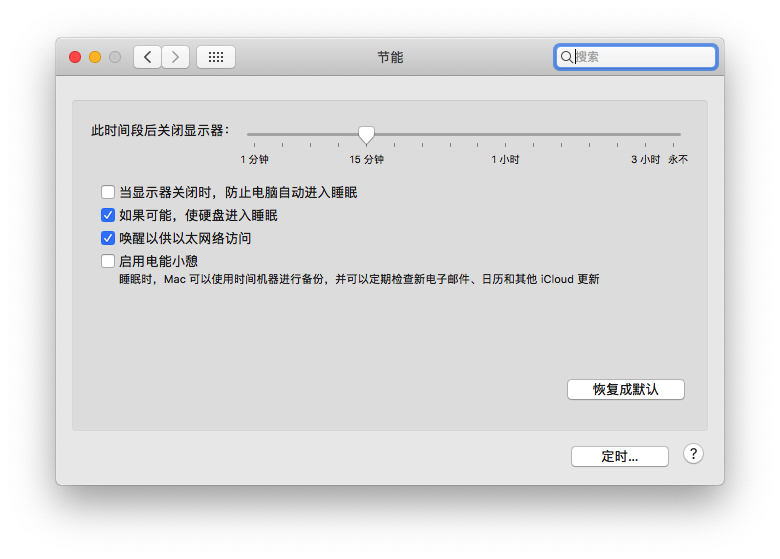 节能
搜索
此时间段后关闭显示器：
1 分钟 15 分钟 1 小时 3 小时 永不
当显示器关闭时，防止电脑自动进入睡眠
如果可能，使硬盘进入睡眠
唤醒以供以太网络访问
启用电能小憩
睡眠时，Mac 可以使用时间机器进行备份，并可以定期检查新电子邮件、日历和其他 iCloud 更新
恢复成默认
定时...
?